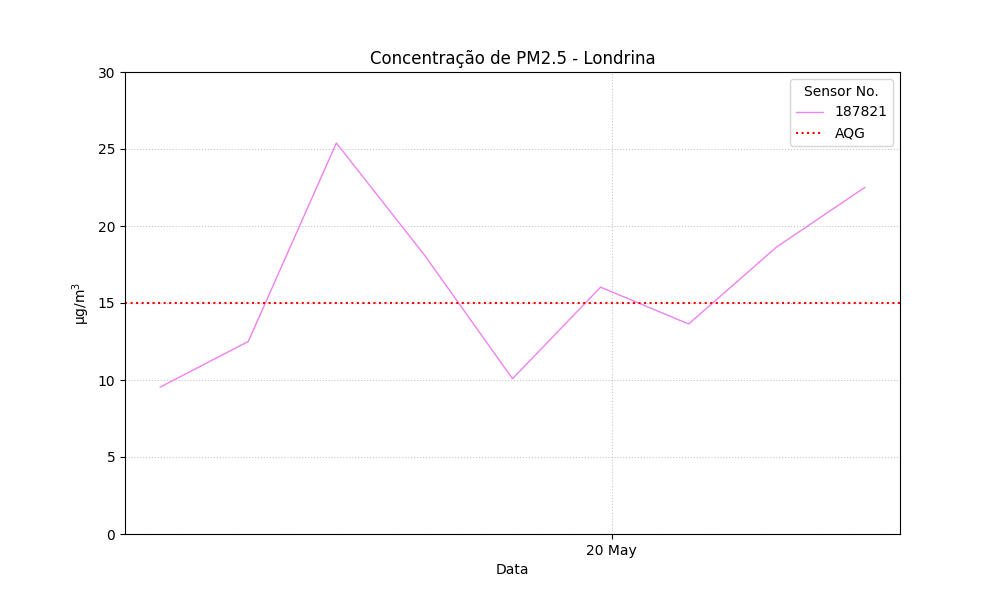 Concentração de PM2.5 - Londrina
30
25
20
15
10
5
0
µg/m³
Sensor No.
187821
AQG
20 May
Data